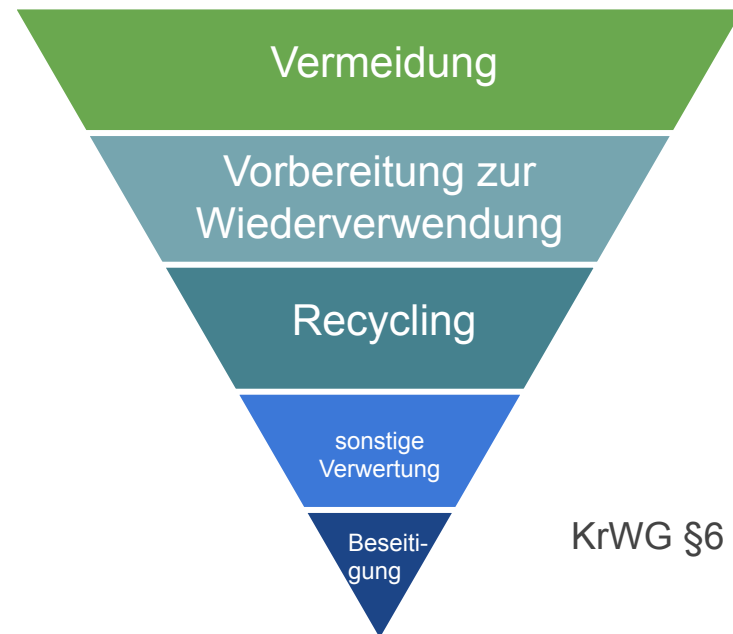 Vermeidung
Vorbereitung zur
Wiederverwendung
Recycling
sonstige
Verwertung
Beseiti-
gung
KrWG §6